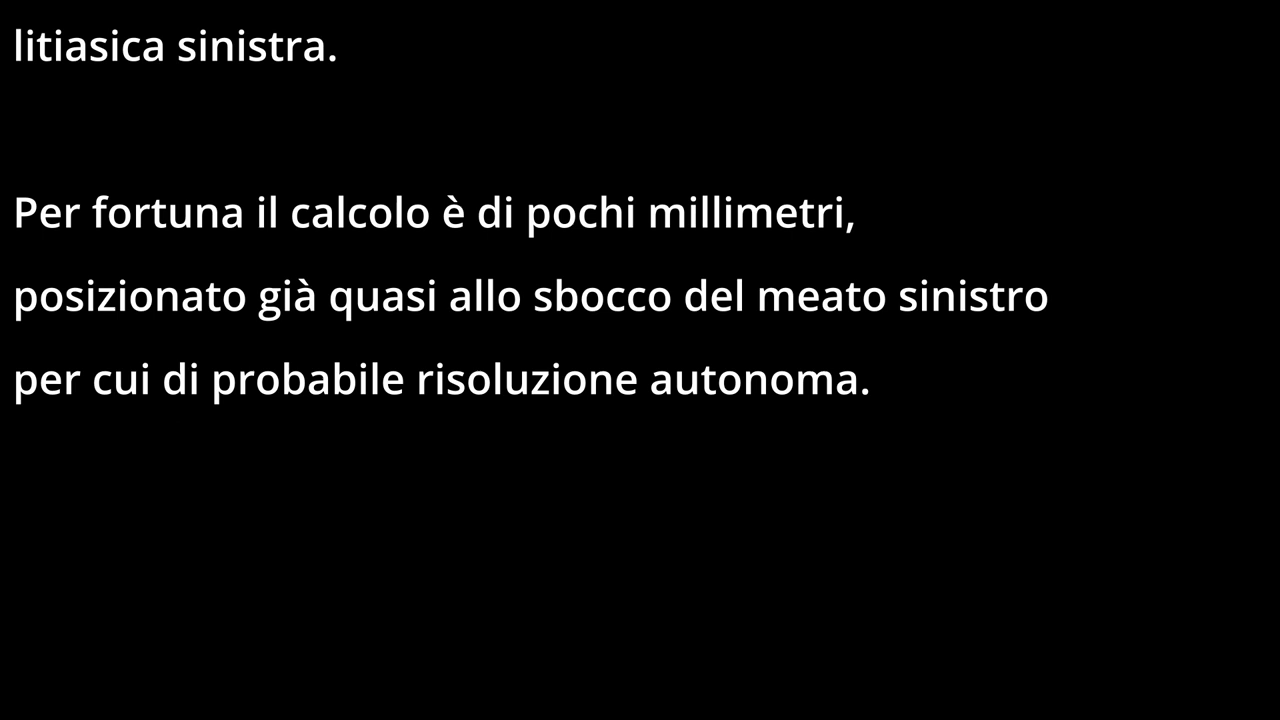 litiasica sinistra.
Per fortuna il calcolo è di pochi millimetri,
posizionato già quasi allo sbocco del meato sinistro
per cui di probabile risoluzione autonoma.